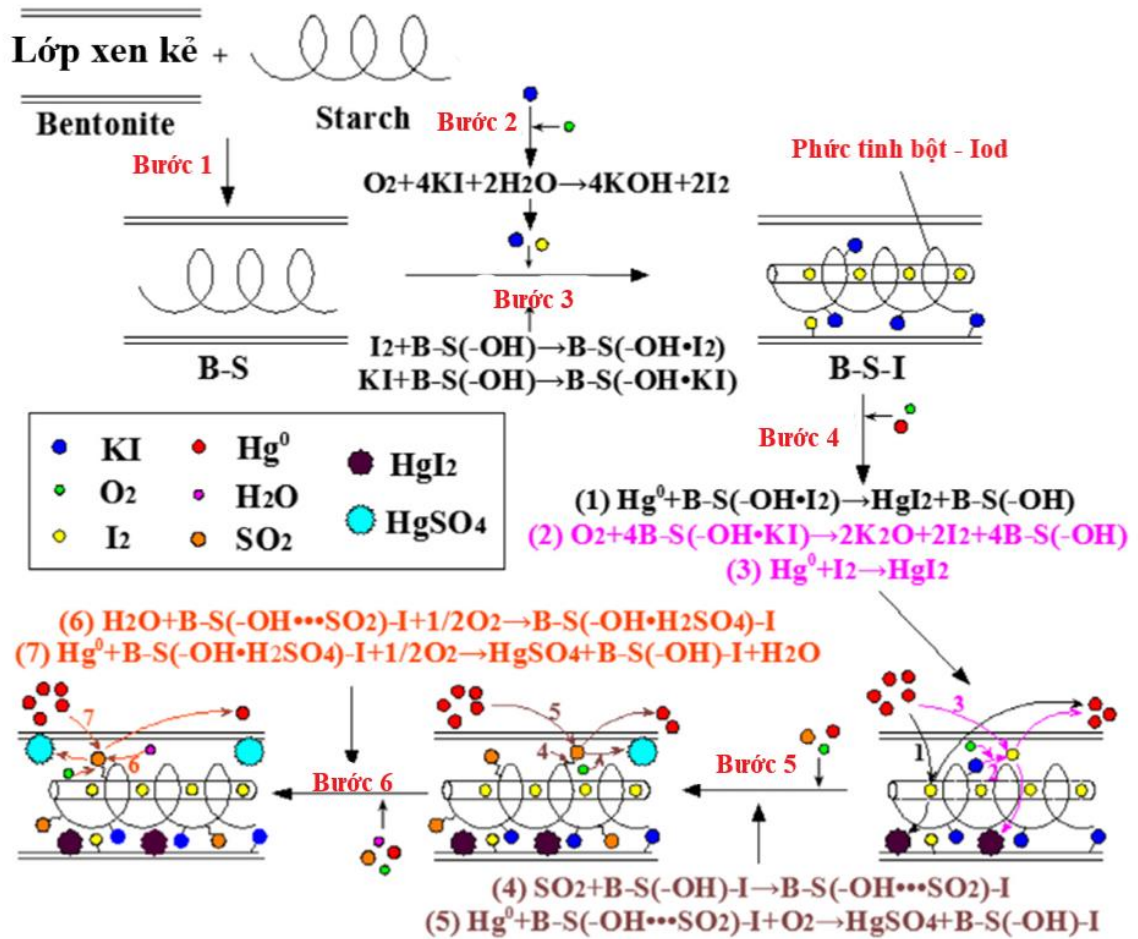 Lớp xen kẻ
+
Bentonite
Starch
Bước 1
Bước 2
O2+4KI+2H2O→4KOH+2I2
Phức tinh bột - Iod
Bước 3
I2+B-S(-OH)→B-S(-OH•I2)
KI+B-S(-OH)→B-S(-OH•KI)
B-S
B-S-I
Bước 4
KI
Hg⁰
HgI2
O2
H2O
HgSO4
I2
SO2
(1) Hg⁰+B-S(-OH•I2)→HgI2+B-S(-OH)
(2) O2+4B-S(-OH•KI)→2K2O+2I2+4B-S(-OH)
(3) Hg⁰+I2→HgI2
(6) H2O+B-S(-OH•••SO2)-I+1/2O2→B-S(-OH•H2SO4)-I
(7) Hg⁰+B-S(-OH•H2SO4)-I+1/2O2→HgSO4+B-S(-OH)-I+H2O
7
6
Bước 6
5
4
Bước 5
3
1
2
(4) SO2+B-S(-OH)-I→B-S(-OH•••SO2)-I
(5) Hg⁰+B-S(-OH•••SO2)-I+O2→HgSO4+B-S(-OH)-I